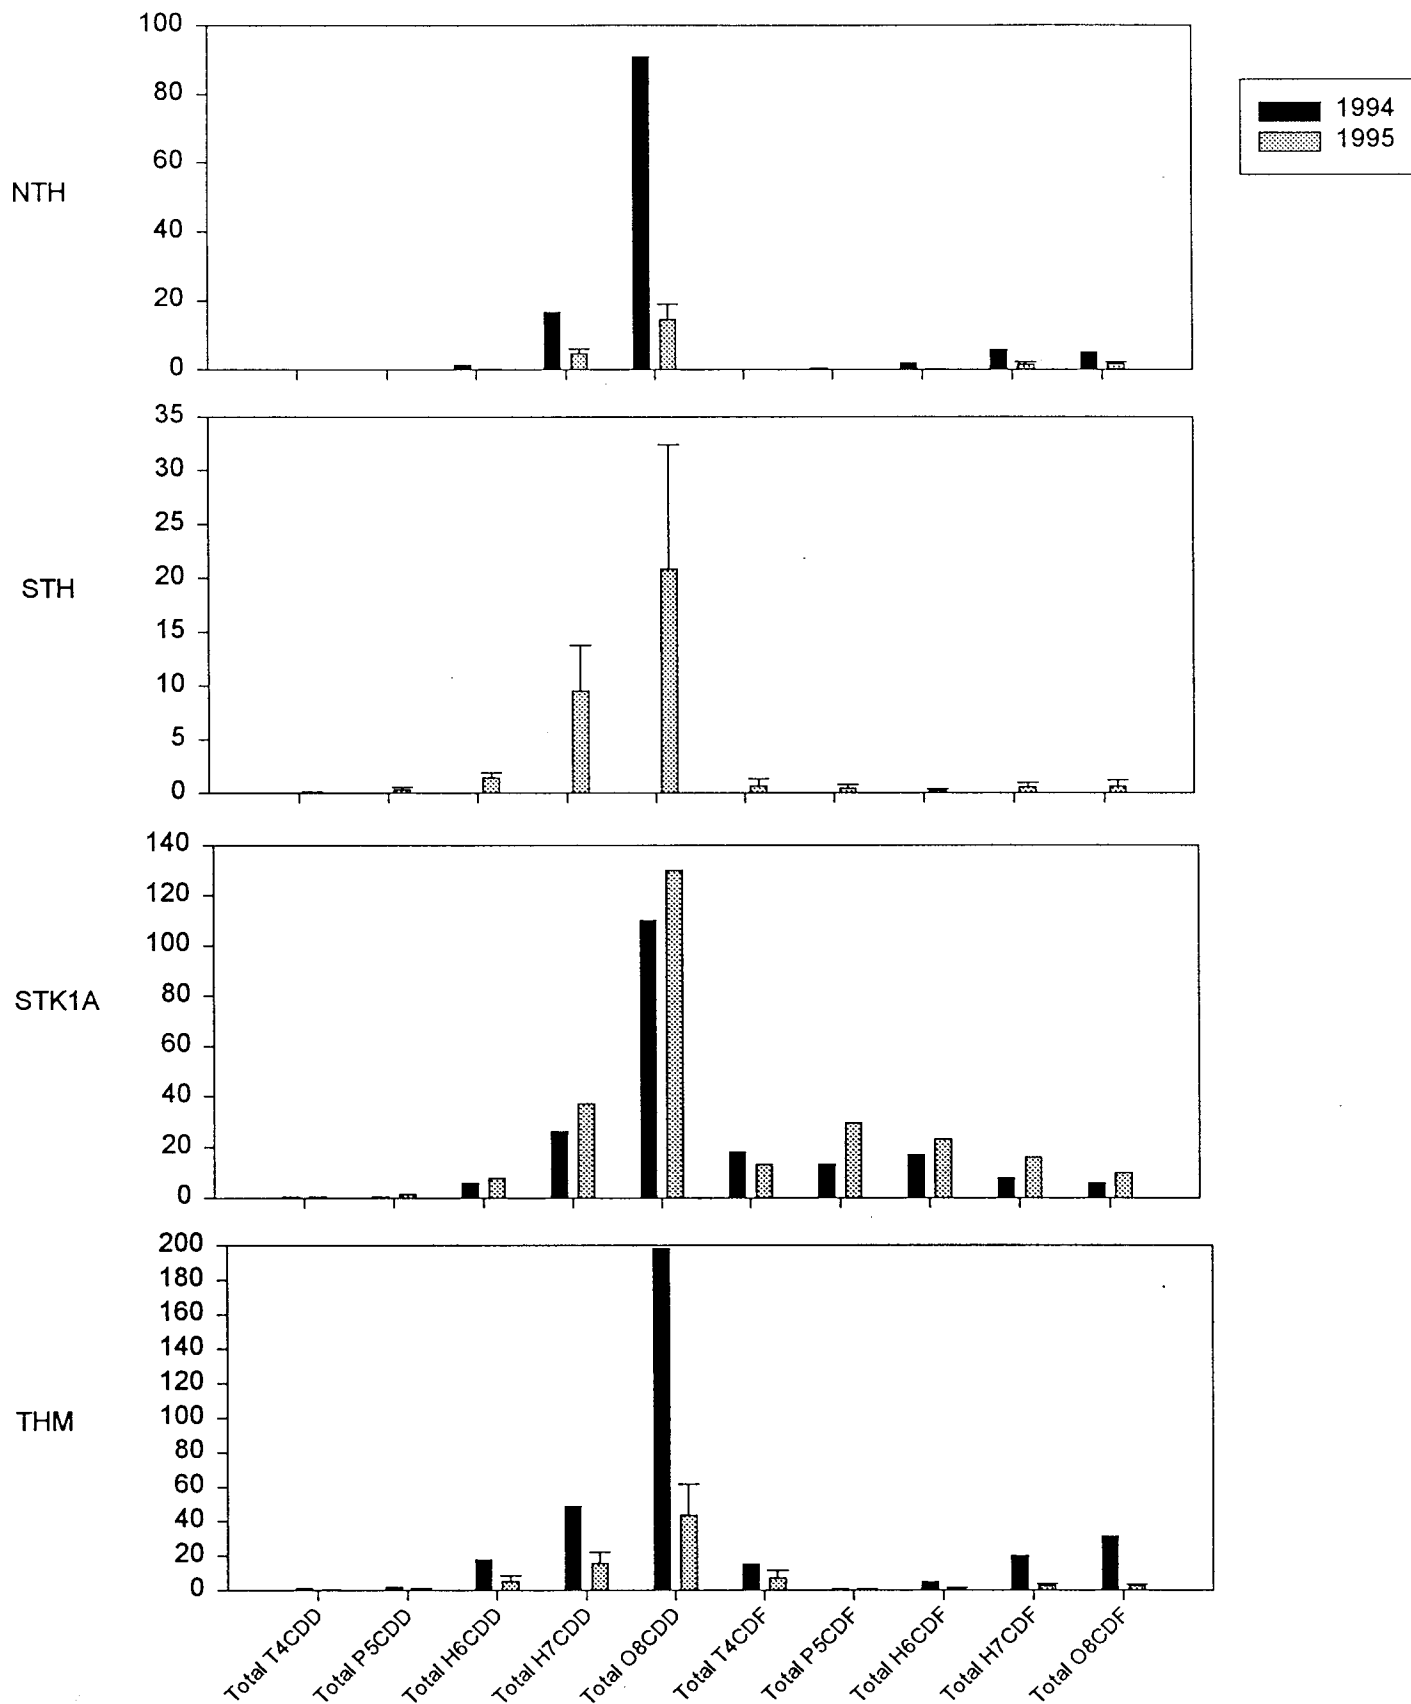 100
80
60
40
20
0
NTH
1994
1995
35
30
25
20
15
10
5
0
STH
140
120
100
80
60
40
20
0
STK1A
200
180
160
140
120
100
80
60
40
20
0
THM
Total T4CDD
Total P5CDD
Total H6CDD
Total H7CDD
Total O8CDD
Total T4CDF
Total P5CDF
Total H6CDF
Total H7CDF
Total O8CDF